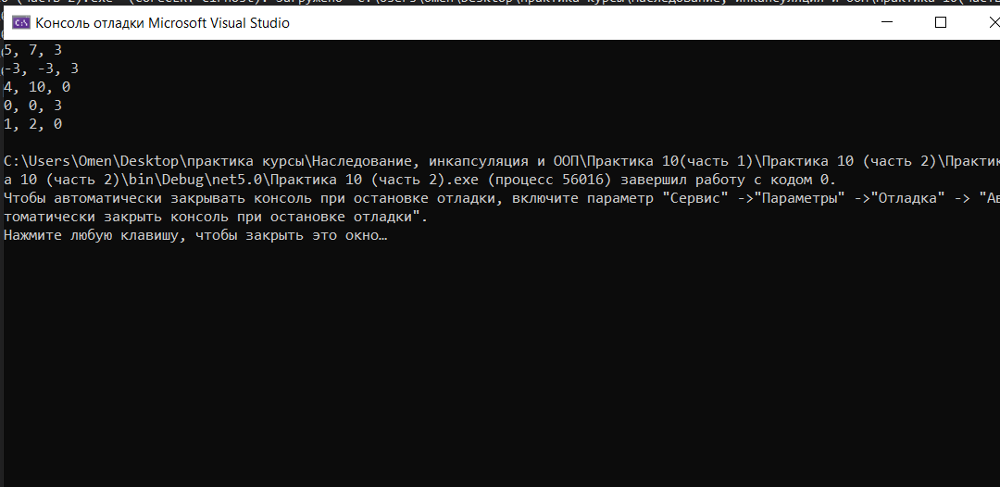 Консоль отладки Microsoft Visual Studio
5, 7, 3
-3, -3, 3
4, 10, 0
0, 0, 3
1, 2, 0
C:\Users\Omen\Desktop\практика курсы\Наследование, инкапсуляция и ООП\Практика 10(часть 1)\Практика 10 (часть 2)\Практик
а 10 (часть 2)\bin\Debug\net5.0\Практика 10 (часть 2).exe (процесс 56016) завершил работу с кодом 0.
Чтобы автоматически закрывать консоль при остановке отладки, включите параметр "Сервис" ->"Параметры" ->"Отладка" -> "Ав
томатически закрыть консоль при остановке отладки".
Нажмите любую клавишу, чтобы закрыть это окно…